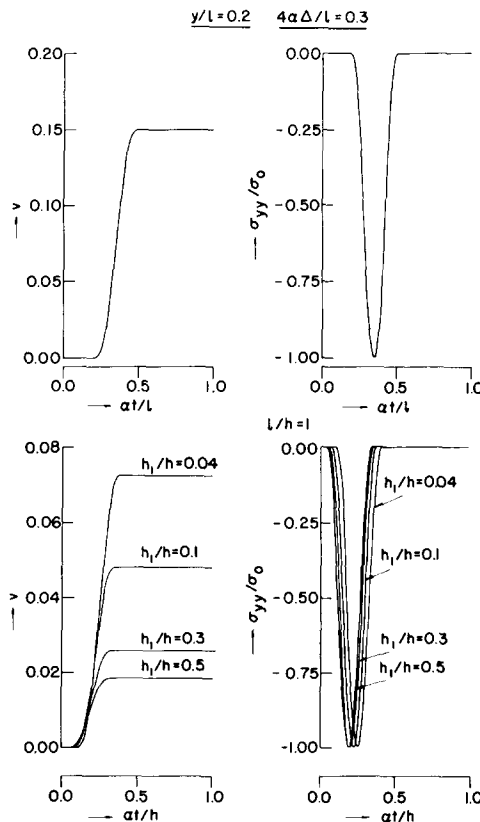 y/l=0.2 4α∆/l=0.3
0.20
0.15
0.10
0.05
0.00
→ v
0.0 0.5 1.0
→ αt/l
0.00
-0.25
-0.50
-0.75
-1.00
→ σyy/σo
0.0 0.5 1.0
→ αt/l
l/h=1
0.08
0.06
0.04
0.02
0.00
→ v
h1/h=0.04
h1/h=0.1
h1/h=0.3
h1/h=0.5
0.0 0.5 1.0
→ αt/h
0.00
-0.25
-0.50
-0.75
-1.00
→ σyy/σo
h1/h=0.04
h1/h=0.1
h1/h=0.3
h1/h=0.5
0.0 0.5 1.0
→ αt/h